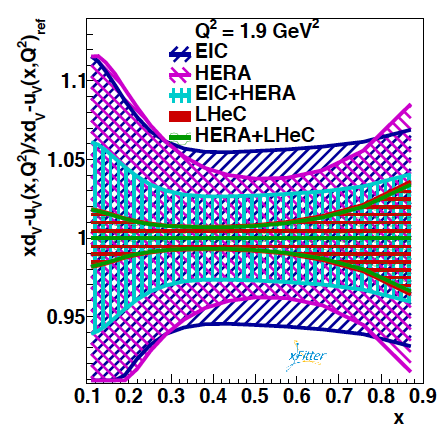 Q² = 1.9 GeV²
EIC
HERA
EIC+HERA
LHeC
HERA+LHeC
xd_V-u_V(x,Q²)/xd_V-u_V(x,Q²)_ref
1.1
1.05
1
0.95
xFitter
0.1 0.2 0.3 0.4 0.5 0.6 0.7 0.8 0.9
x